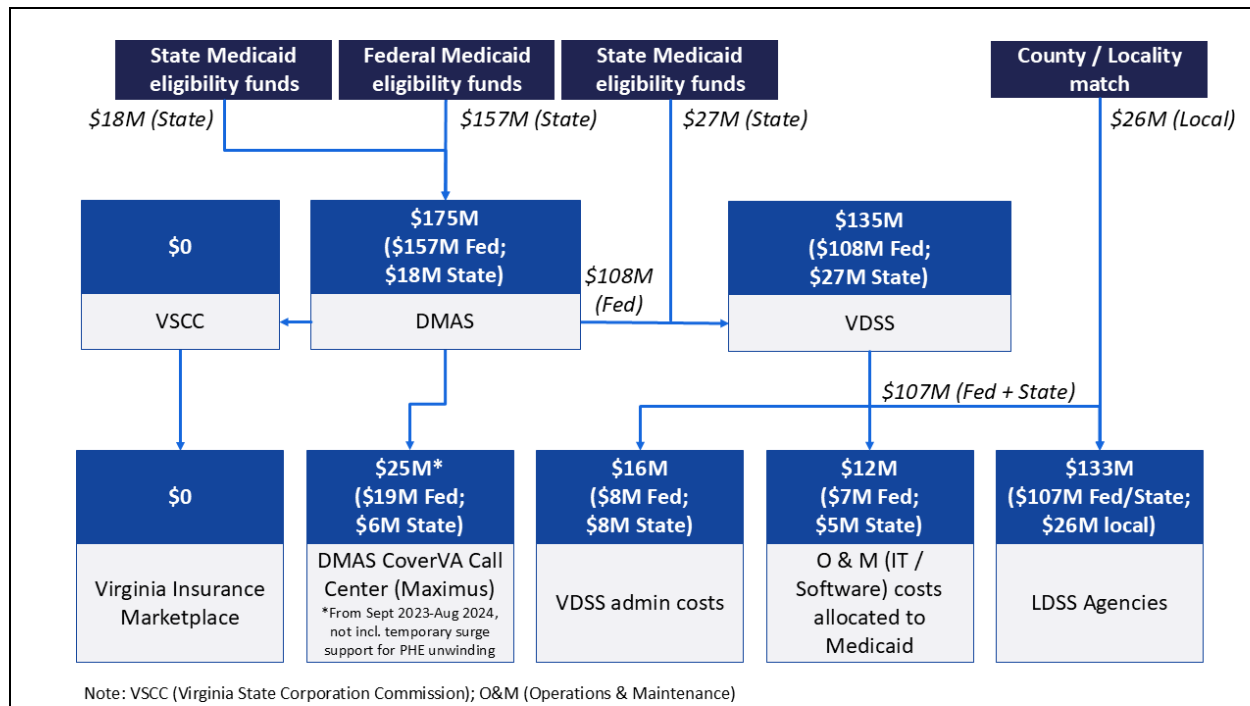 State Medicaid
eligibility funds
Federal Medicaid
eligibility funds
State Medicaid
eligibility funds
County / Locality
match
$18M (State)
$157M (State)
$27M (State)
$26M (Local)
$0
VSCC
$175M
($157M Fed;
$18M State)
DMAS
$108M
(Fed)
$135M
($108M Fed;
$27M State)
VDSS
$107M (Fed + State)
$0
Virginia Insurance
Marketplace
$25M*
($19M Fed;
$6M State)
DMAS CoverVA Call
Center (Maximus)
*From Sept 2023-Aug 2024,
not incl. temporary surge
support for PHE unwinding
$16M
($8M Fed;
$8M State)
VDSS admin costs
$12M
($7M Fed;
$5M State)
O & M (IT /
Software) costs
allocated to
Medicaid
$133M
($107M Fed/State;
$26M local)
LDSS Agencies
Note: VSCC (Virginia State Corporation Commission); O&M (Operations & Maintenance)